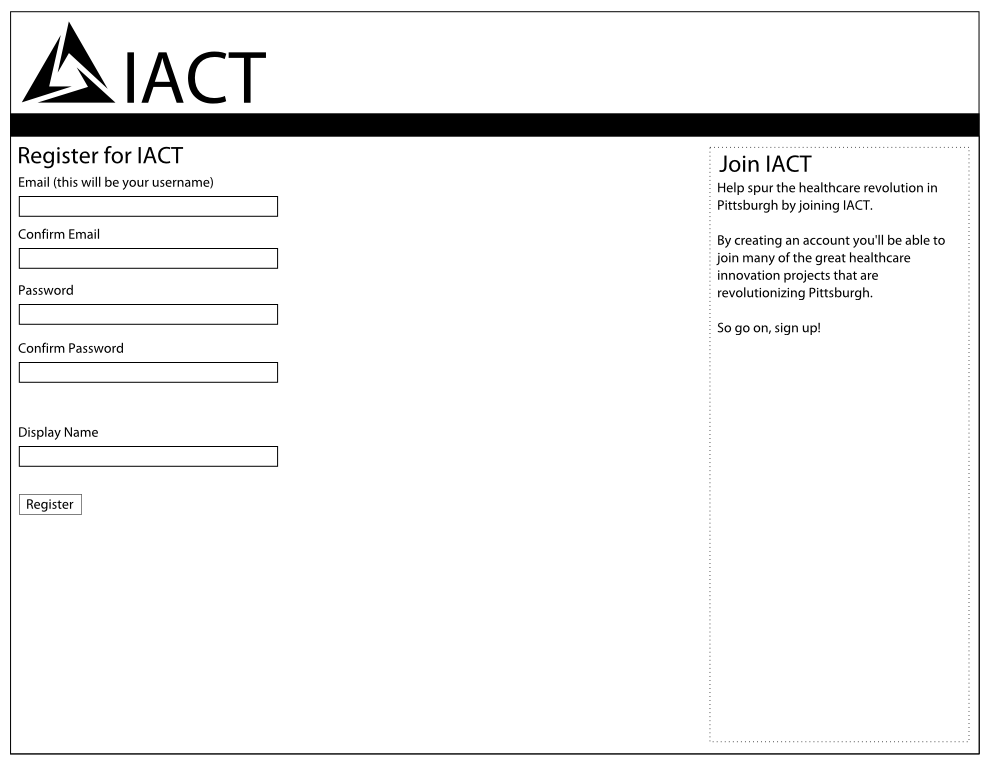 IACT
Register for IACT
Email (this will be your username)
Confirm Email
Password
Confirm Password
Display Name
Register
Join IACT
Help spur the healthcare revolution in
Pittsburgh by joining IACT.
By creating an account you'll be able to
join many of the great healthcare
innovation projects that are
revolutionizing Pittsburgh.
So go on, sign up!